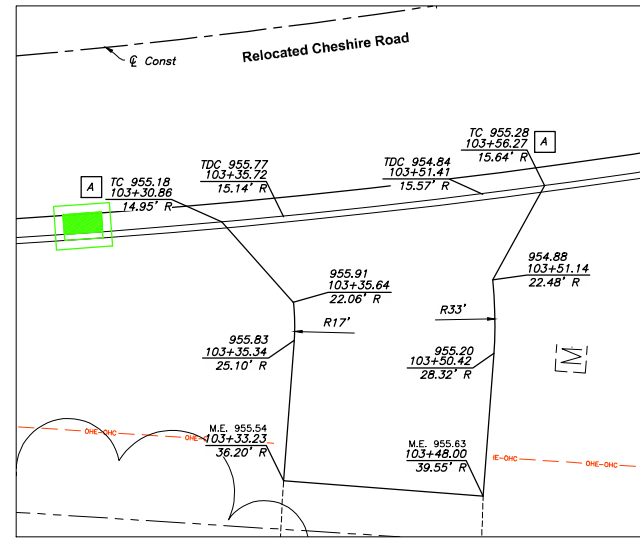 ℄ Const
Relocated Cheshire Road
TC 955.28
103+56.27
15.64' R
A
TDC 955.77
103+35.72
15.14' R
TDC 954.84
103+51.41
15.57' R
A
TC 955.18
103+30.86
14.95' R
955.91
103+35.64
22.06' R
954.88
103+51.14
22.48' R
R17'
R33'
955.83
103+35.34
25.10' R
955.20
103+50.42
28.32' R
M
M.E. 955.54
103+33.23
36.20' R
M.E. 955.63
103+48.00
39.55' R
OHE-OHC
OHE-OHC